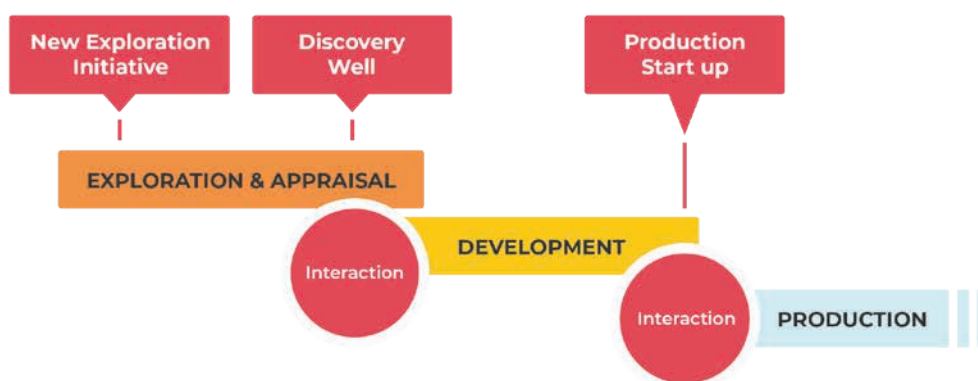 New Exploration
Initiative
Discovery
Well
Production
Start up
EXPLORATION & APPRAISAL
DEVELOPMENT
Interaction
Interaction
PRODUCTION